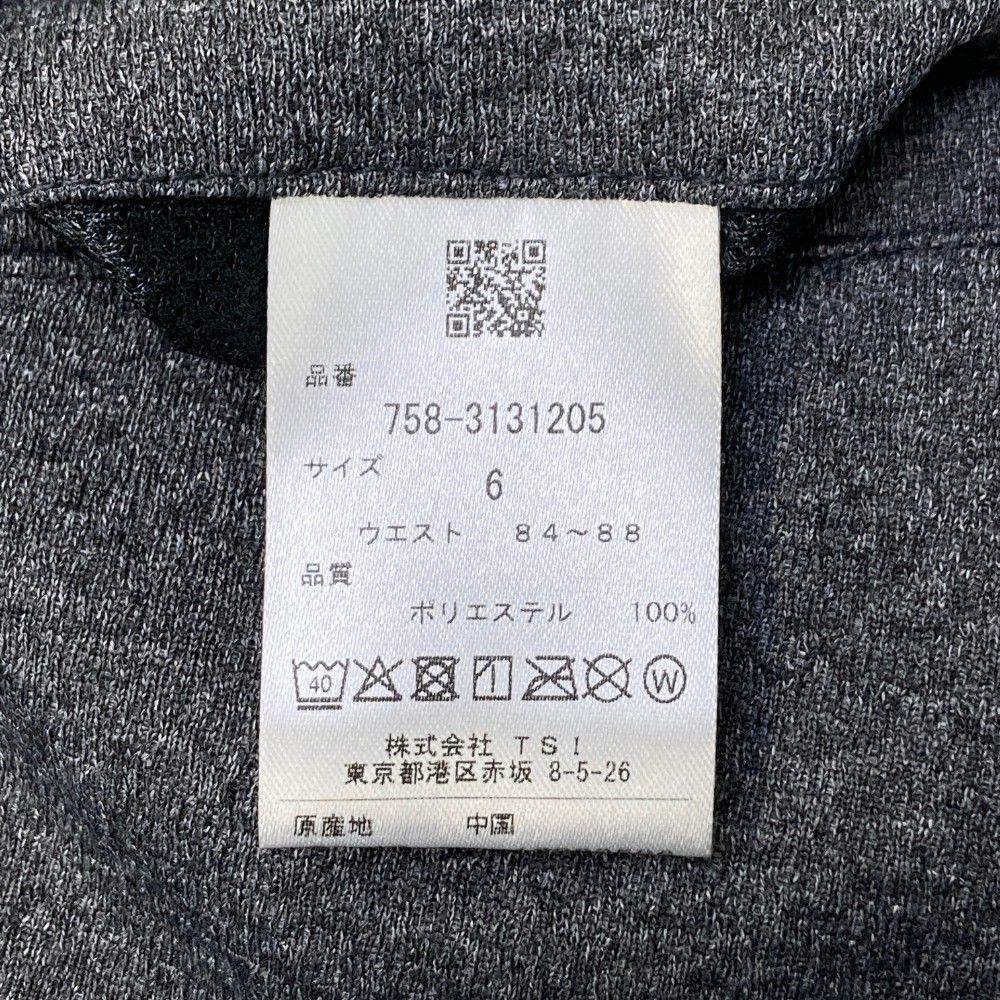 品番
758-3131205
サイズ
6
ウエスト 84~88
品質
ポリエステル 100%
40 W
株式会社 TSI
東京都港区赤坂 8-5-26
原産地 中国